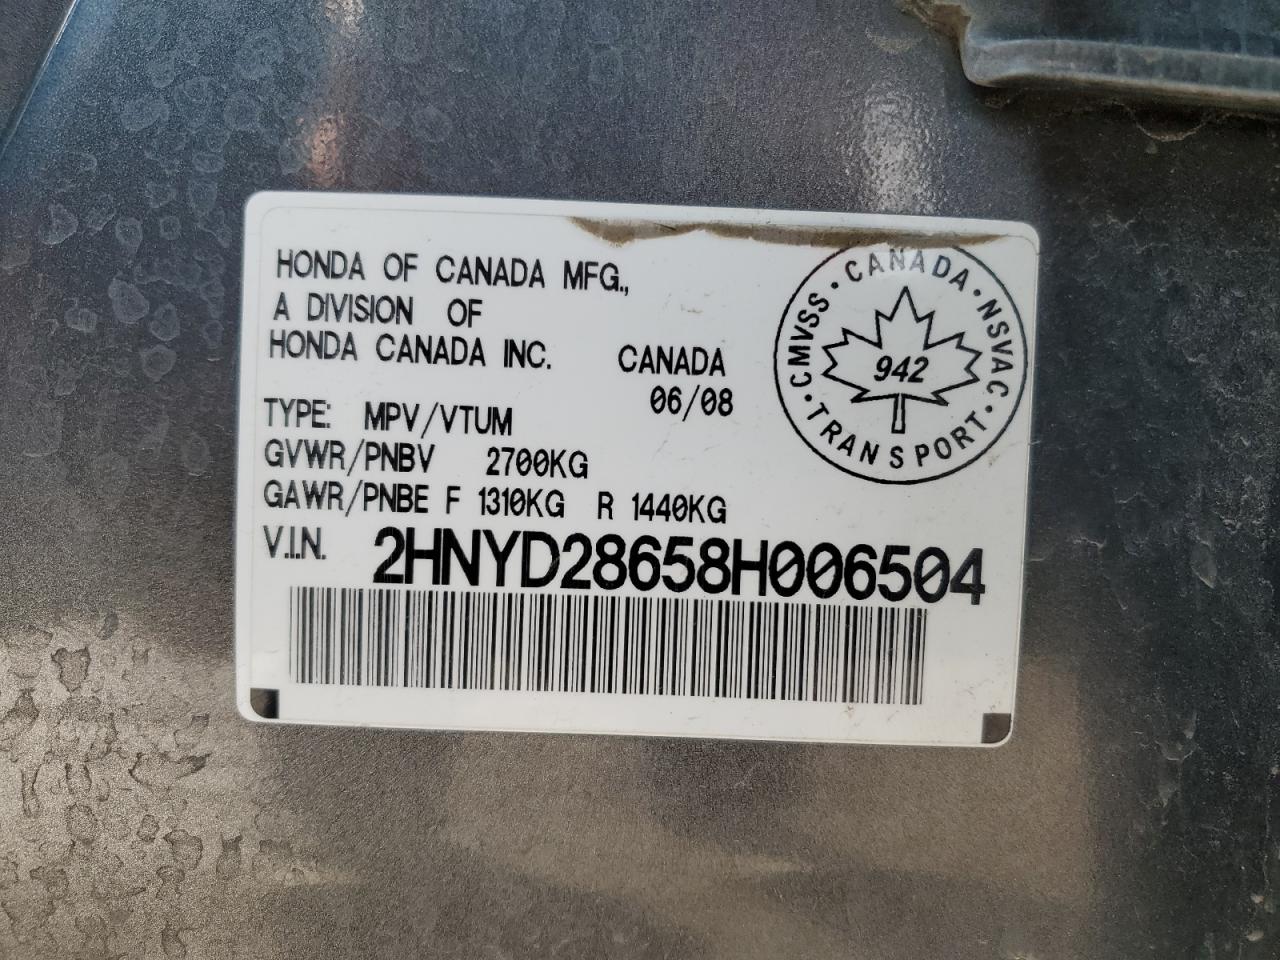 HONDA OF CANADA MFG.,
A DIVISION OF
HONDA CANADA INC. CANADA
06/08
TYPE: MPV/VTUM
GVWR/PNBV 2700KG
GAWR/PNBE F 1310KG R 1440KG
V.I.N. 2HNYD28658H006504
CANADA · NSVAC · TRANSPORT · CMVSS ·
942